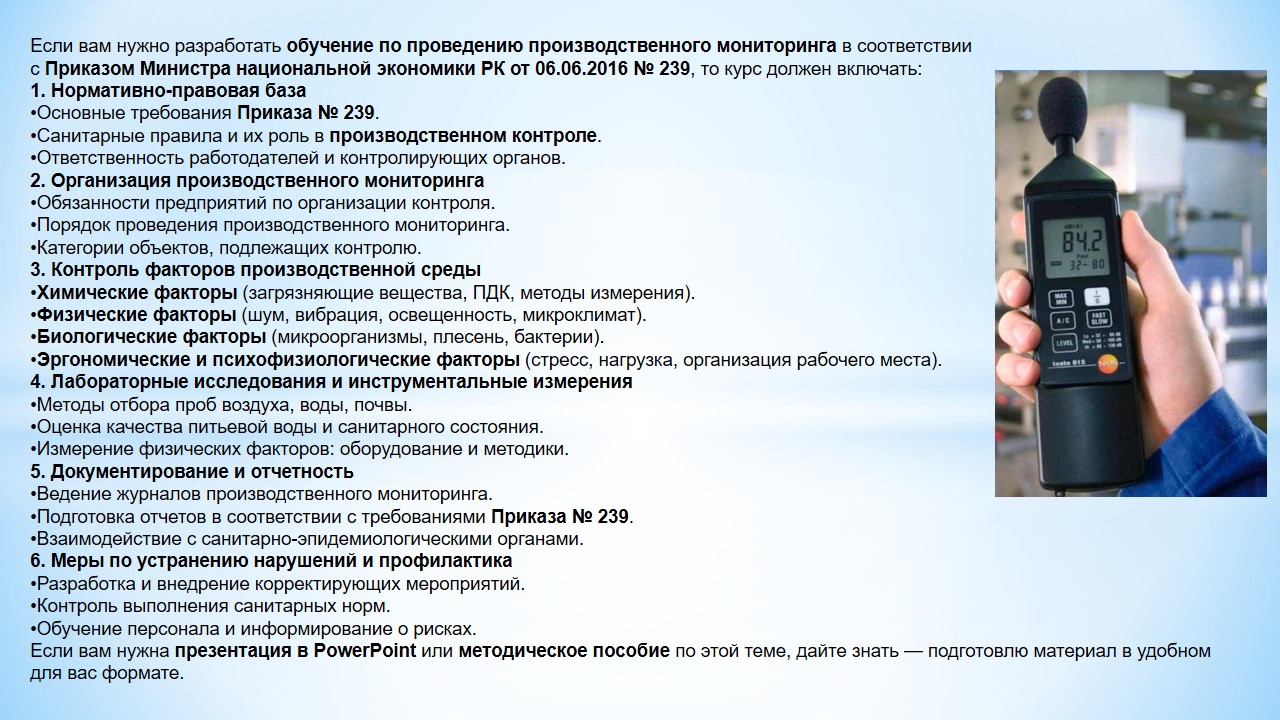 Если вам нужно разработать обучение по проведению производственного мониторинга в соответствии
с Приказом Министра национальной экономики РК от 06.06.2016 № 239, то курс должен включать:
1. Нормативно-правовая база
•Основные требования Приказа № 239.
•Санитарные правила и их роль в производственном контроле.
•Ответственность работодателей и контролирующих органов.
2. Организация производственного мониторинга
•Обязанности предприятий по организации контроля.
•Порядок проведения производственного мониторинга.
•Категории объектов, подлежащих контролю.
3. Контроль факторов производственной среды
•Химические факторы (загрязняющие вещества, ПДК, методы измерения).
•Физические факторы (шум, вибрация, освещенность, микроклимат).
•Биологические факторы (микроорганизмы, плесень, бактерии).
•Эргономические и психофизиологические факторы (стресс, нагрузка, организация рабочего места).
4. Лабораторные исследования и инструментальные измерения
•Методы отбора проб воздуха, воды, почвы.
•Оценка качества питьевой воды и санитарного состояния.
•Измерение физических факторов: оборудование и методики.
5. Документирование и отчетность
•Ведение журналов производственного мониторинга.
•Подготовка отчетов в соответствии с требованиями Приказа № 239.
•Взаимодействие с санитарно-эпидемиологическими органами.
6. Меры по устранению нарушений и профилактика
•Разработка и внедрение корректирующих мероприятий.
•Контроль выполнения санитарных норм.
•Обучение персонала и информирование о рисках.
Если вам нужна презентация в PowerPoint или методическое пособие по этой теме, дайте знать — подготовлю материал в удобном
для вас формате.
dB(A)
84.2
Fast
32-80
MAX
MIN
A/C
FAST
SLOW
LEVEL
testo 815
testo